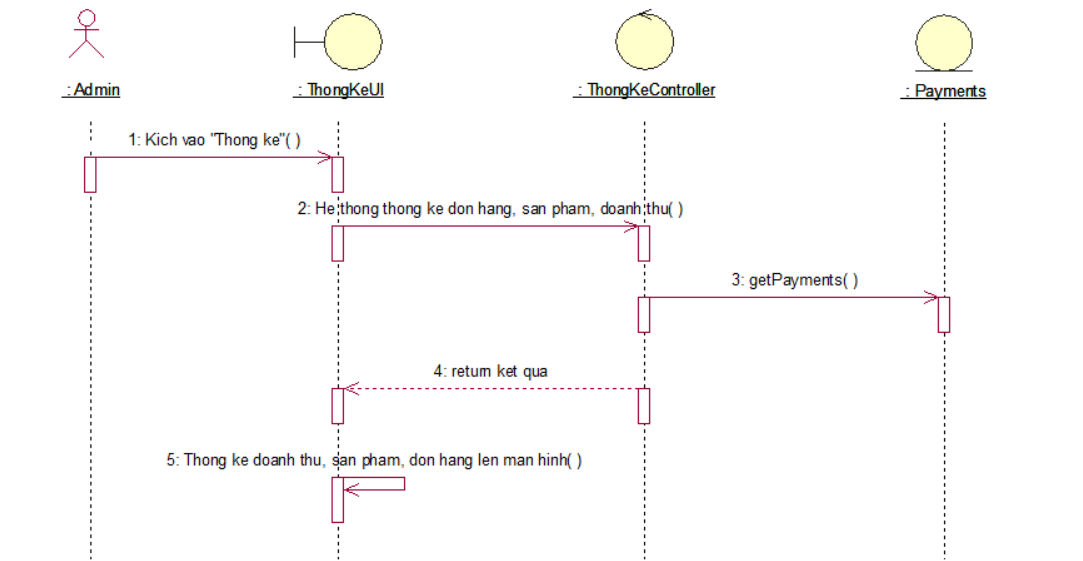 : Admin
: ThongKeUI
: ThongKeController
: Payments
1: Kich vao "Thong ke"( )
2: He thong thong ke don hang, san pham, doanh thu( )
3: getPayments( )
4: return ket qua
5: Thong ke doanh thu, san pham, don hang len man hinh( )